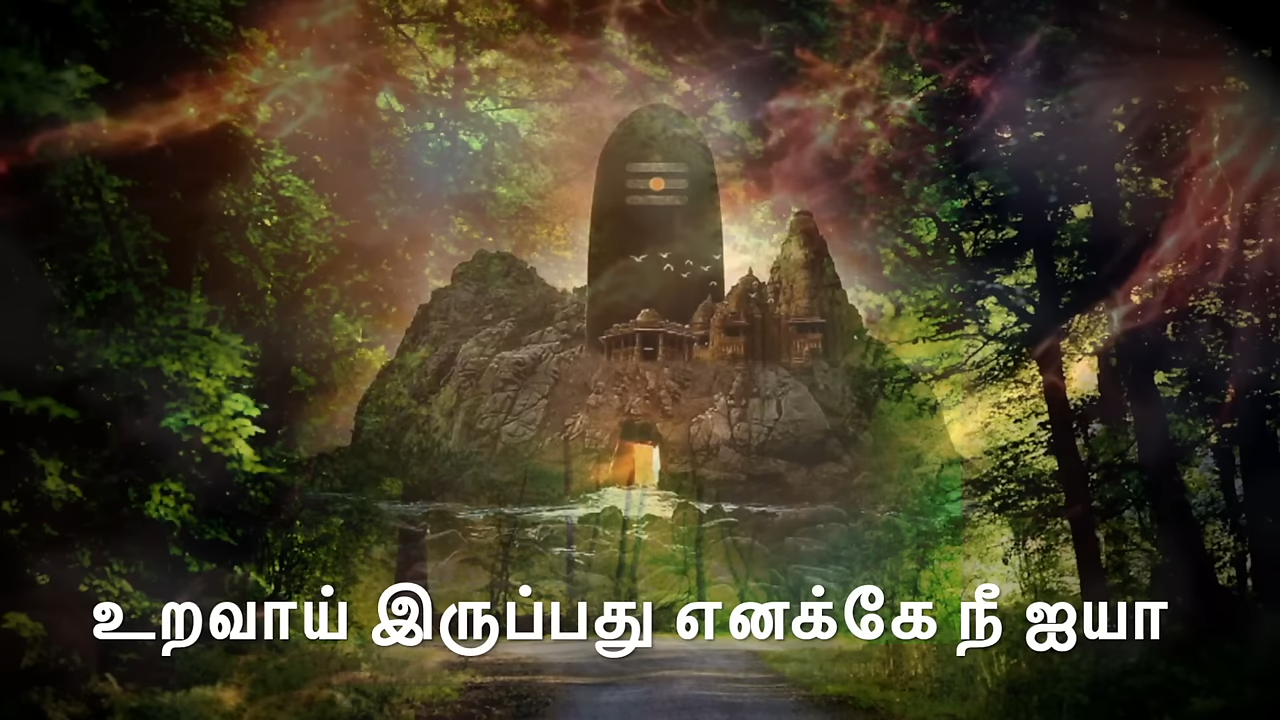 உறவாய் இருப்பது எனக்கே நீ ஐயா